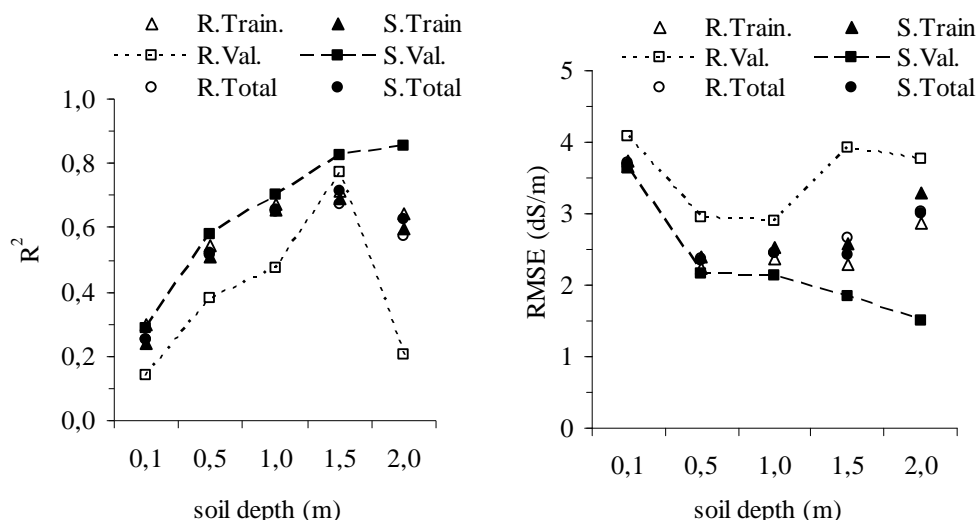 R.Train. S.Train
R.Val. S.Val.
R.Total S.Total
1,0
0,8
0,6
0,4
0,2
0,0
R2
0,1 0,5 1,0 1,5 2,0
soil depth (m)
R.Train. S.Train
R.Val. S.Val.
R.Total S.Total
5
4
3
2
1
0
RMSE (dS/m)
0,1 0,5 1,0 1,5 2,0
soil depth (m)